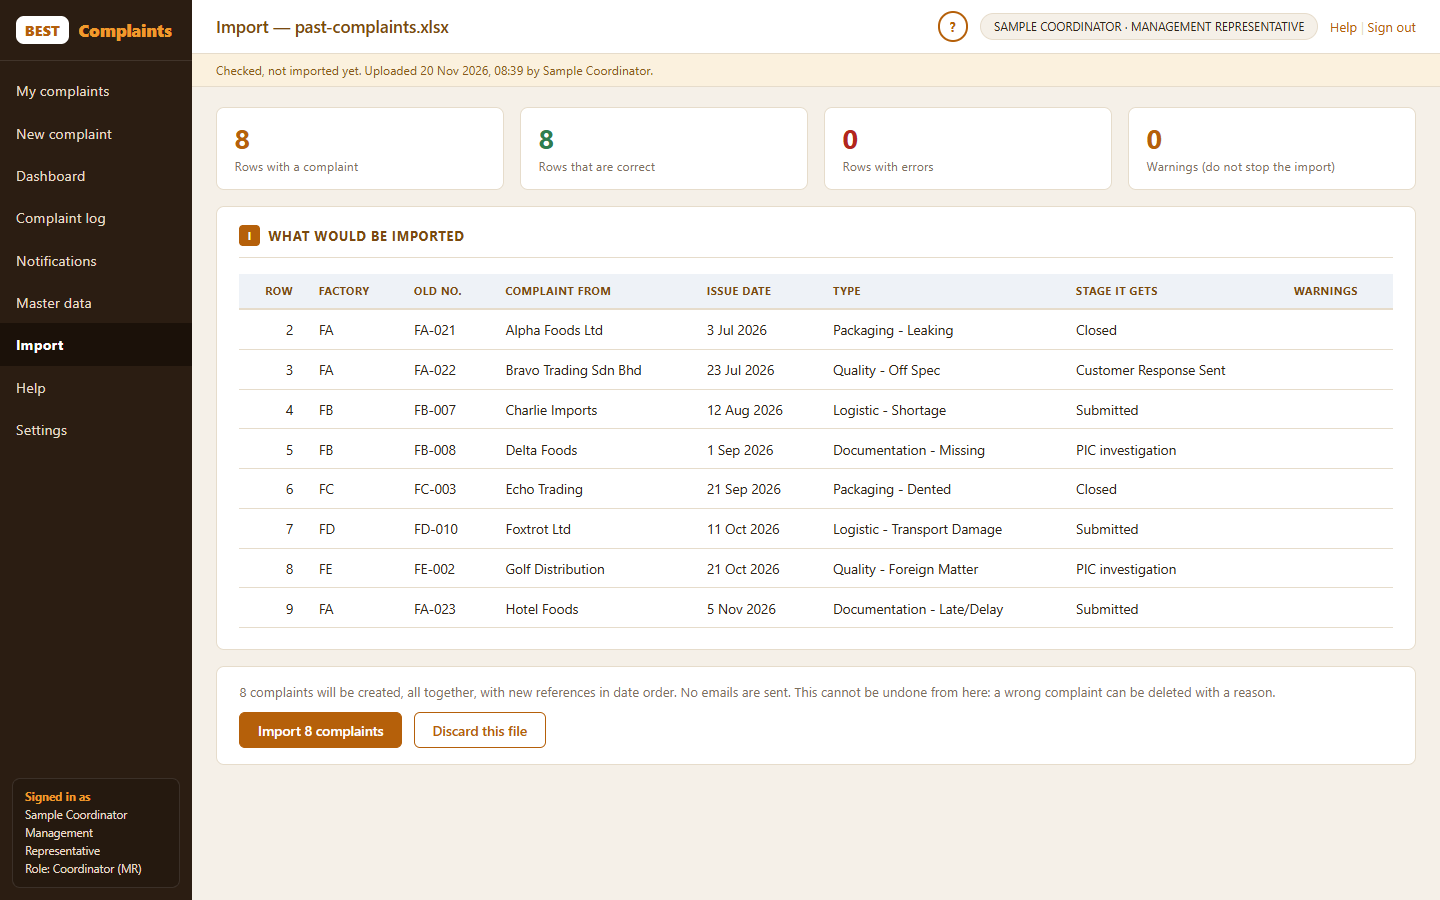 BEST Complaints
Import — past-complaints.xlsx
?
SAMPLE COORDINATOR · MANAGEMENT REPRESENTATIVE
Help | Sign out
My complaints
New complaint
Dashboard
Complaint log
Notifications
Master data
Import
Help
Settings
Signed in as
Sample Coordinator
Management
Representative
Role: Coordinator (MR)
Checked, not imported yet. Uploaded 20 Nov 2026, 08:39 by Sample Coordinator.
8
Rows with a complaint
8
Rows that are correct
0
Rows with errors
0
Warnings (do not stop the import)
I WHAT WOULD BE IMPORTED
ROW FACTORY OLD NO. COMPLAINT FROM ISSUE DATE TYPE STAGE IT GETS WARNINGS
2 FA FA-021 Alpha Foods Ltd 3 Jul 2026 Packaging - Leaking Closed
3 FA FA-022 Bravo Trading Sdn Bhd 23 Jul 2026 Quality - Off Spec Customer Response Sent
4 FB FB-007 Charlie Imports 12 Aug 2026 Logistic - Shortage Submitted
5 FB FB-008 Delta Foods 1 Sep 2026 Documentation - Missing PIC investigation
6 FC FC-003 Echo Trading 21 Sep 2026 Packaging - Dented Closed
7 FD FD-010 Foxtrot Ltd 11 Oct 2026 Logistic - Transport Damage Submitted
8 FE FE-002 Golf Distribution 21 Oct 2026 Quality - Foreign Matter PIC investigation
9 FA FA-023 Hotel Foods 5 Nov 2026 Documentation - Late/Delay Submitted
8 complaints will be created, all together, with new references in date order. No emails are sent. This cannot be undone from here: a wrong complaint can be deleted with a reason.
Import 8 complaints
Discard this file